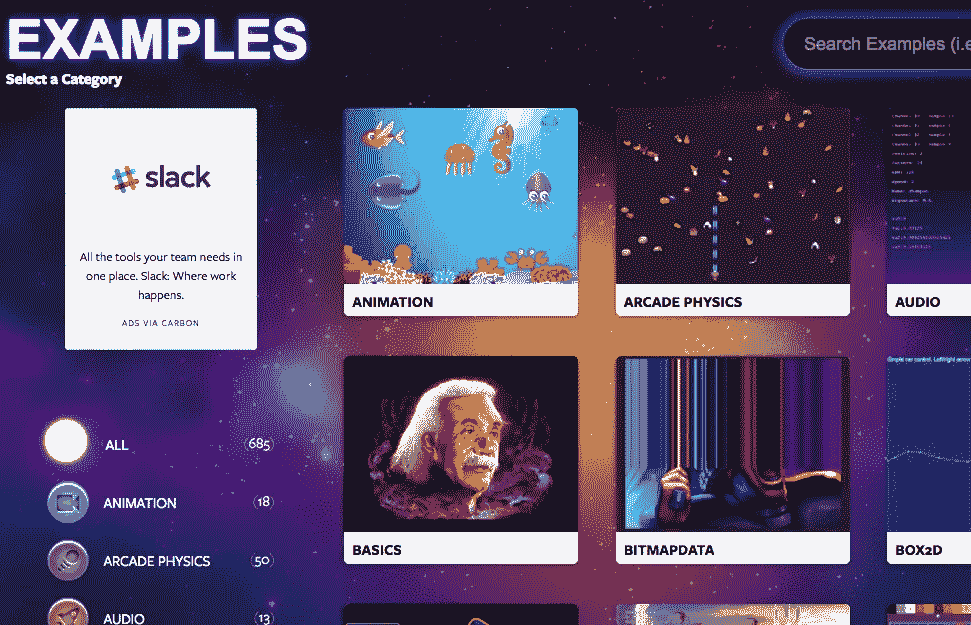 EXAMPLES
Select a Category
Search Examples (i.e
slack
All the tools your team needs in
one place. Slack: Where work
happens.
ADS VIA CARBON
ANIMATION
ARCADE PHYSICS
AUDIO
BASICS
BITMAPDATA
BOX2D
ALL 685
ANIMATION 18
ARCADE PHYSICS 50
AUDIO 13